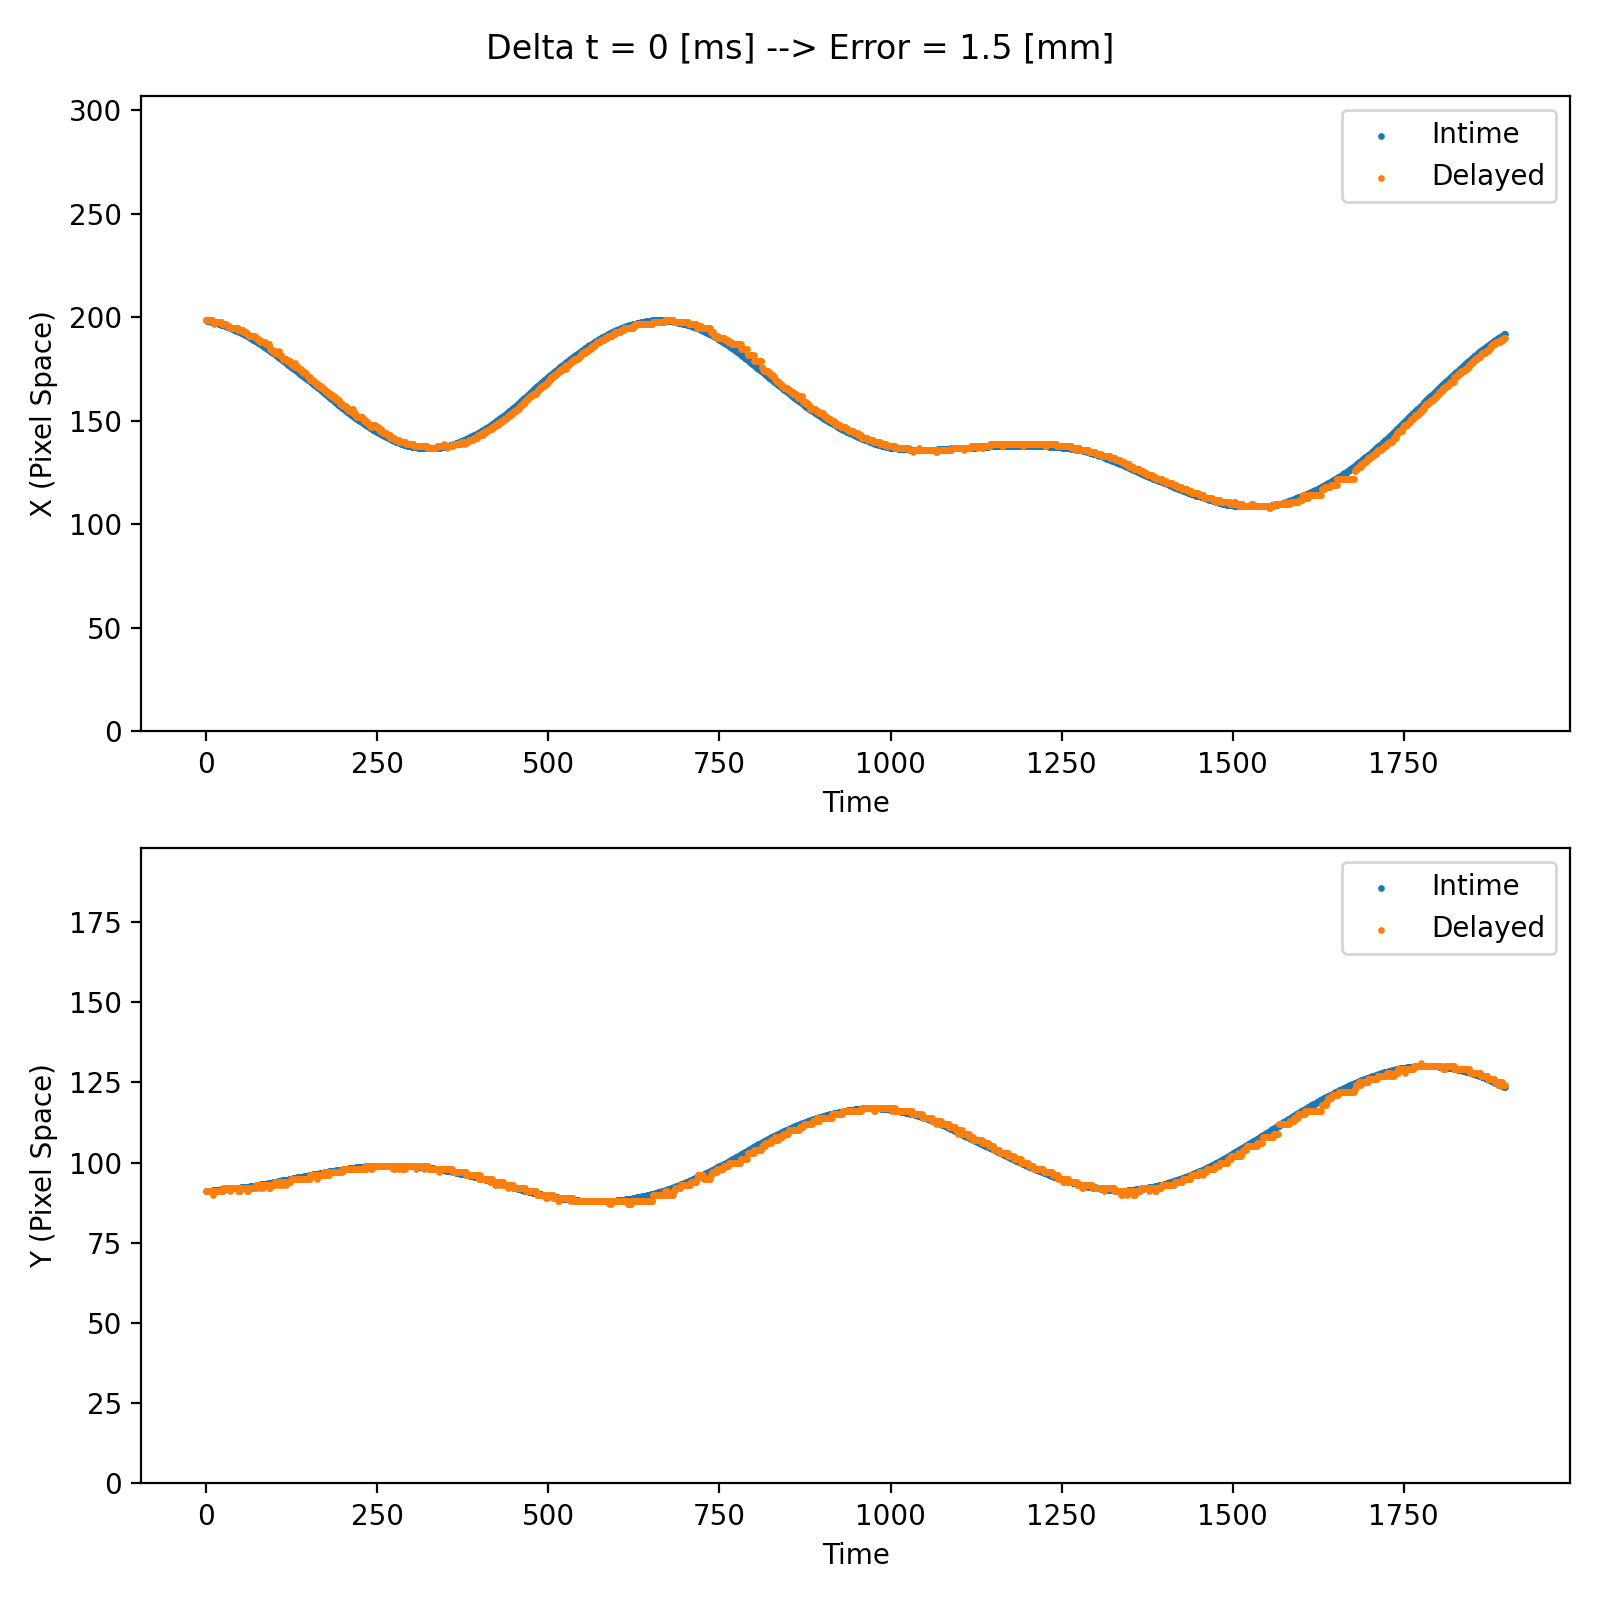 Delta t = 0 [ms] --> Error = 1.5 [mm]
300
250
200
150
100
50
0
X (Pixel Space)
Intime
Delayed
0 250 500 750 1000 1250 1500 1750
Time
175
150
125
100
75
50
25
0
Y (Pixel Space)
Intime
Delayed
0 250 500 750 1000 1250 1500 1750
Time